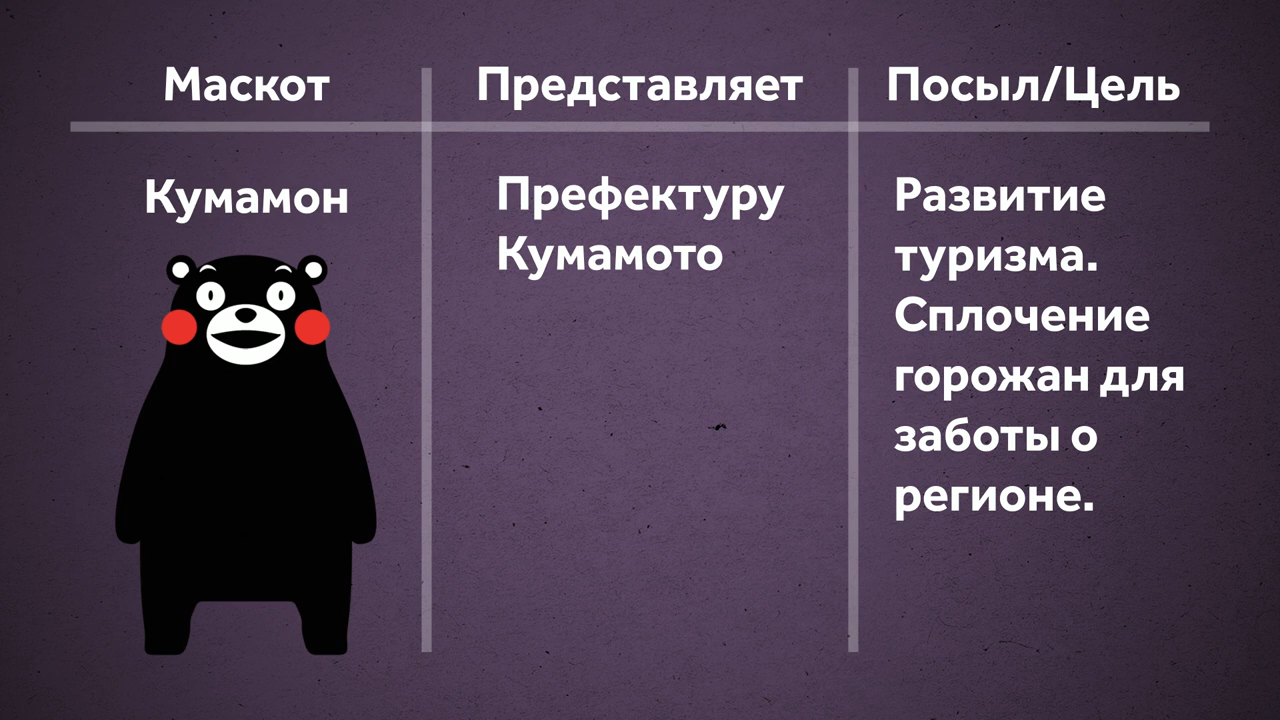 Маскот
Представляет
Посыл/Цель
Кумамон
Префектуру
Кумамото
Развитие
туризма.
Сплочение
горожан для
заботы о
регионе.